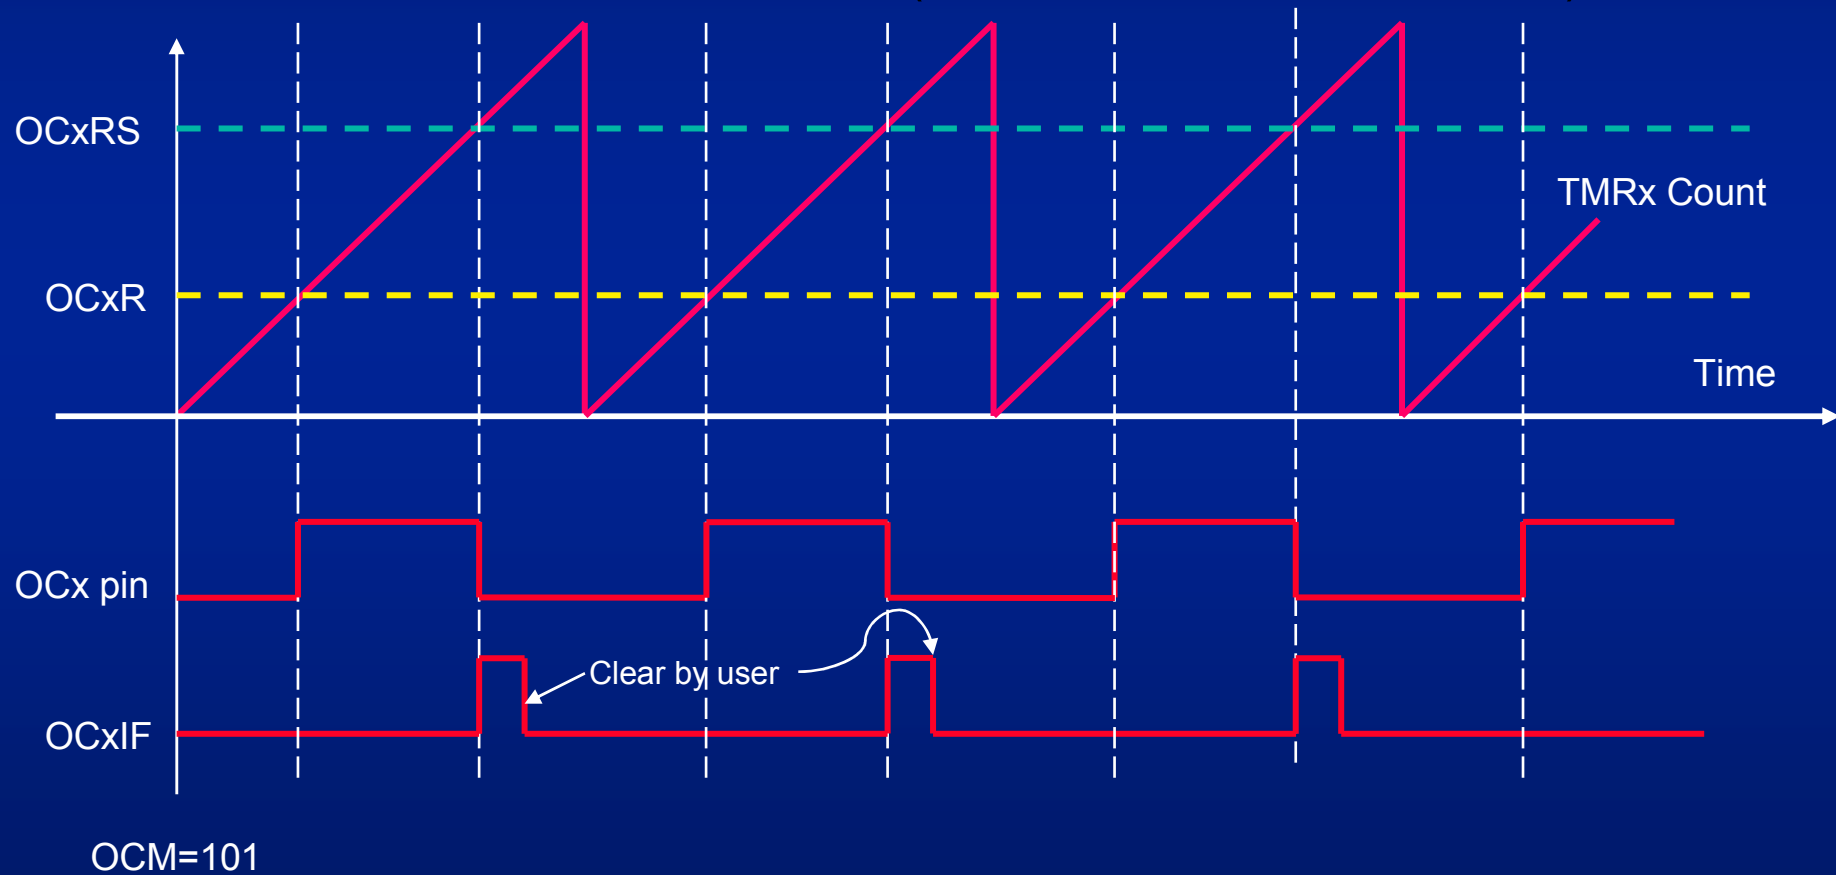 OCxRS
TMRx Count
OCxR
Time
OCx pin
Clear by user
OCxIF
OCM=101